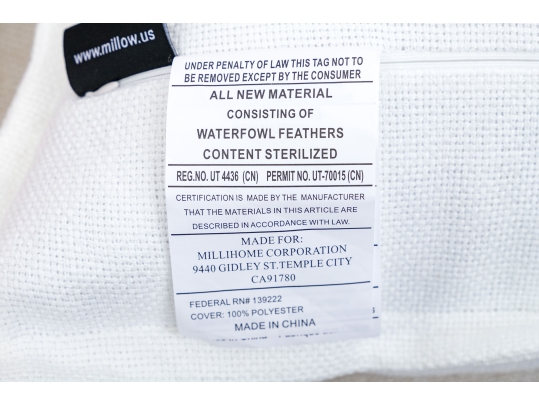 www.millow.us
UNDER PENALTY OF LAW THIS TAG NOT TO
BE REMOVED EXCEPT BY THE CONSUMER
ALL NEW MATERIAL
CONSISTING OF
WATERFOWL FEATHERS
CONTENT STERILIZED
REG.NO. UT 4436 (CN) PERMIT NO. UT-70015 (CN)
CERTIFICATION IS MADE BY THE MANUFACTURER
THAT THE MATERIALS IN THIS ARTICLE ARE
DESCRIBED IN ACCORDANCE WITH LAW.
MADE FOR:
MILLIHOME CORPORATION
9440 GIDLEY ST.TEMPLE CITY
CA91780
FEDERAL RN# 139222
COVER: 100% POLYESTER
MADE IN CHINA